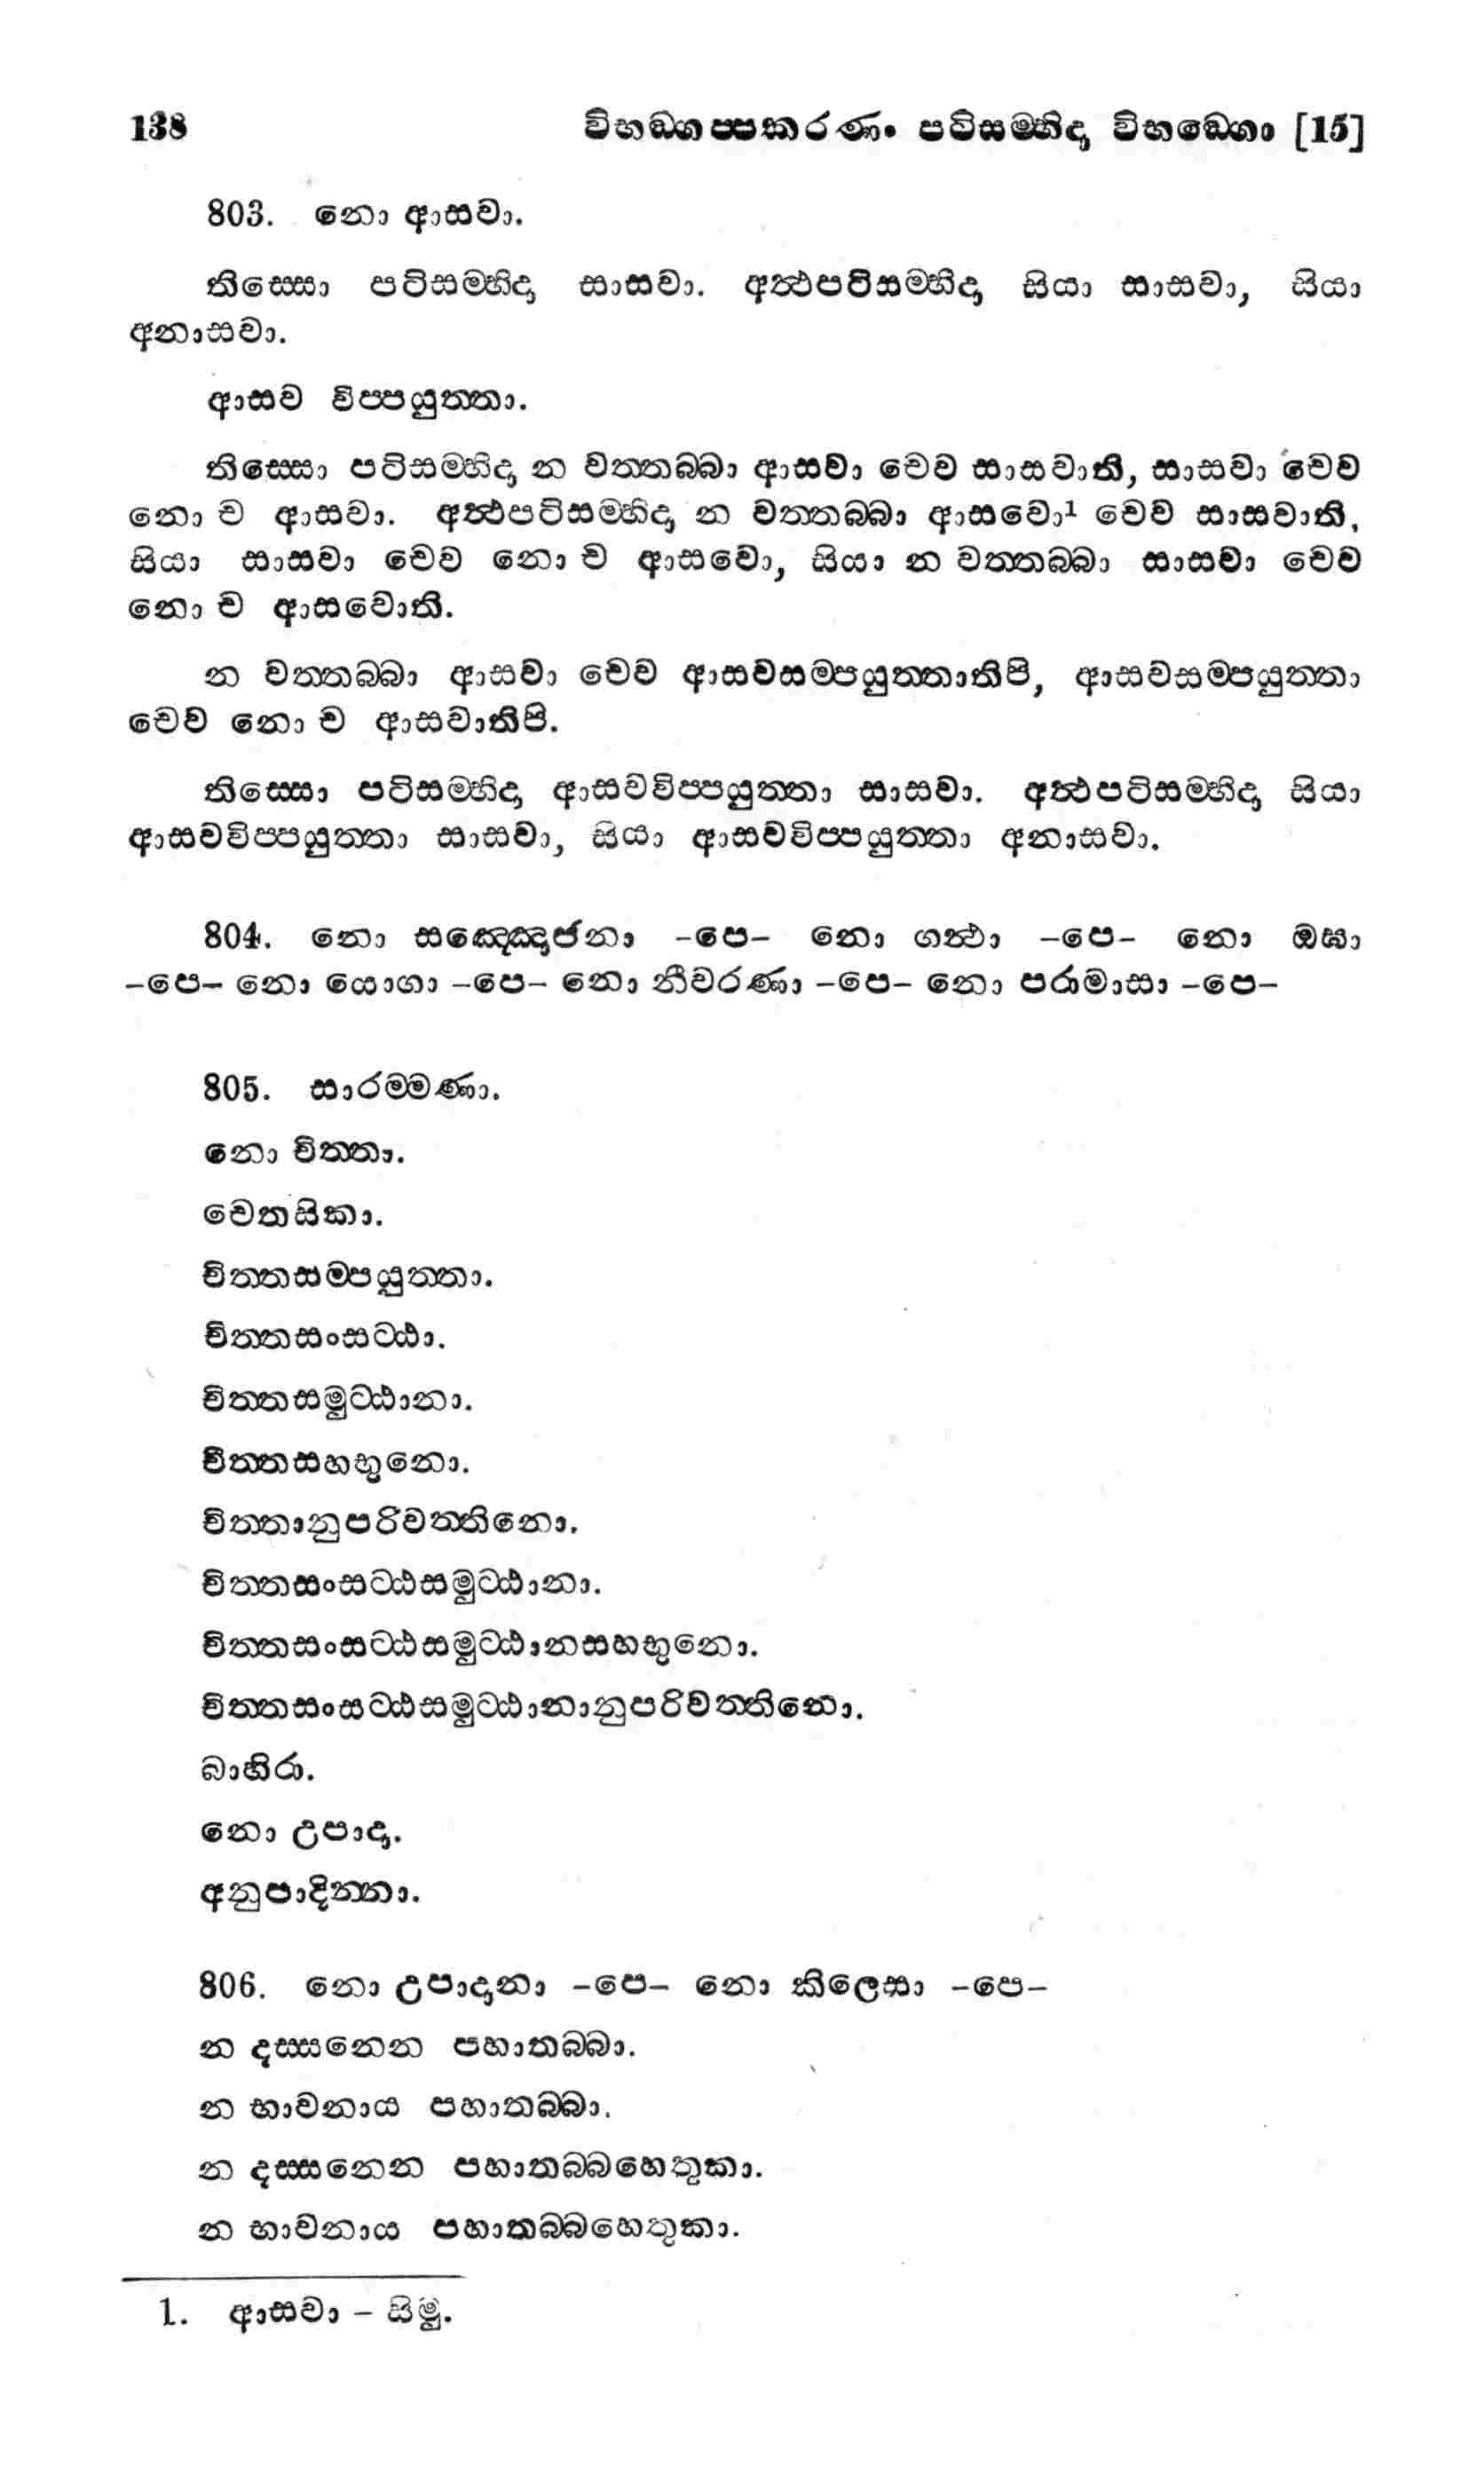 138 විභඞ්ගප්පකරණං පටිසම්භිදා විභඞ්ගො [15]
803. නො ආසවා.
තිස්සො පටිසම්භිදා සාසවා. අත්ථපටිසම්භිදා සියා සාසවා, සියා
අනාසවා.
ආසව විප්පයුත්තා.
තිස්සො පටිසම්භිදා න වත්තබ්බා ආසවා චෙව සාසවාති, සාසවා චෙව
නො ච ආසවා. අත්ථපටිසම්භිදා න වත්තබ්බා ආසවො1 චෙව සාසවාති,
සියා සාසවා චෙව නො ච ආසවො, සියා න වත්තබ්බා සාසවා චෙව
නො ච ආසවොති.
න වත්තබ්බා ආසවා චෙව ආසවසම්පයුත්තාතිපි, ආසවසම්පයුත්තා
චෙව නො ච ආසවාතිපි.
තිස්සො පටිසම්භිදා ආසවවිප්පයුත්තා සාසවා. අත්ථපටිසම්භිදා සියා
ආසවවිප්පයුත්තා සාසවා, සියා ආසවවිප්පයුත්තා අනාසවා.
804. නො සඤ්ඤොජනා -පෙ- නො ගන්ථා -පෙ- නො ඔඝා
-පෙ- නො යොගා -පෙ- නො නීවරණා -පෙ- නො පරාමාසා -පෙ-
805. සාරම්මණා.
නො චිත්තා.
චෙතසිකා.
චිත්තසම්පයුත්තා.
චිත්තසංසට්ඨා.
චිත්තසමුට්ඨානා.
චිත්තසහභුනො.
චිත්තානුපරිවත්තිනො.
චිත්තසංසට්ඨසමුට්ඨානා.
චිත්තසංසට්ඨසමුට්ඨානසහභුනො.
චිත්තසංසට්ඨසමුට්ඨානානුපරිවත්තිනො.
බාහිරා.
නො උපාදා.
අනුපාදින්නා.
806. නො උපාදානා -පෙ- නො කිලෙසා -පෙ-
න දස්සනෙන පහාතබ්බා.
න භාවනාය පහාතබ්බා.
න දස්සනෙන පහාතබ්බහෙතුකා.
න භාවනාය පහාතබ්බහෙතුකා.
1. ආසවා - සිමු.